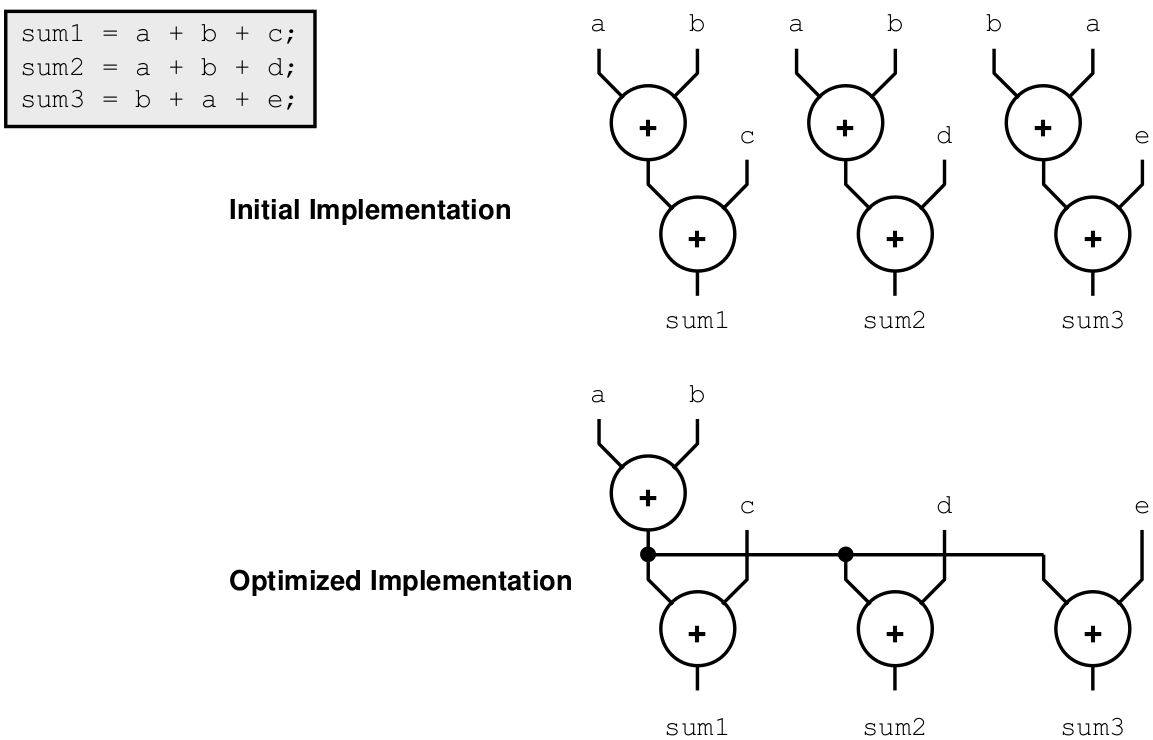 sum1 = a + b + c;
sum2 = a + b + d;
sum3 = b + a + e;
a b a b b a
+ + +
c d e
Initial Implementation
+ + +
sum1 sum2 sum3
a b
+
c d e
Optimized Implementation
+ + +
sum1 sum2 sum3